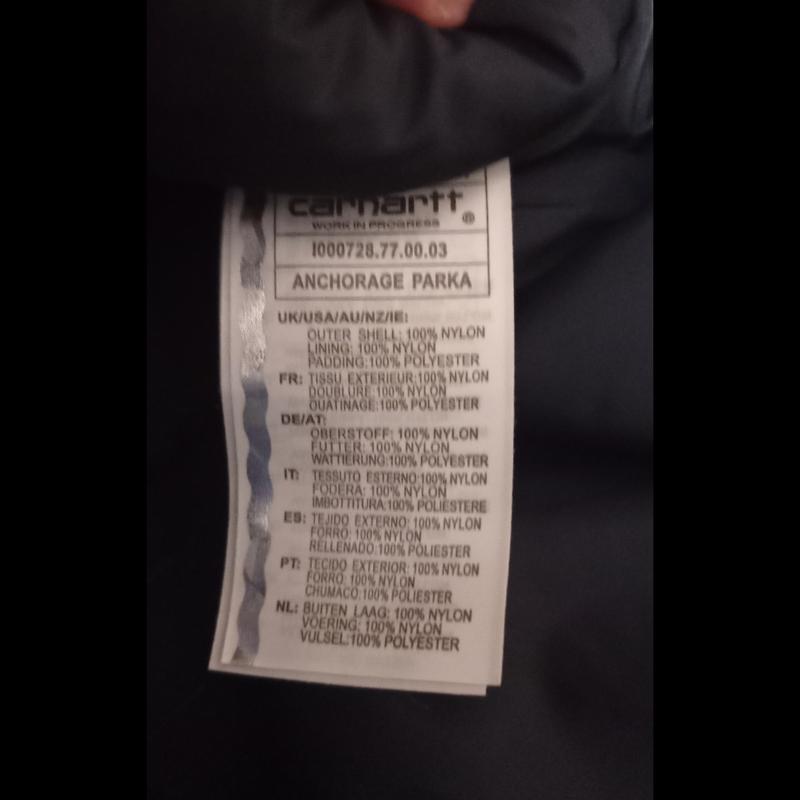 carhartt ®
WORK IN PROGRESS
I000728.77.00.03
ANCHORAGE PARKA
UK/USA/AU/NZ/IE:
OUTER SHELL: 100% NYLON
LINING: 100% NYLON
PADDING:100% POLYESTER
FR: TISSU EXTERIEUR:100% NYLON
DOUBLURE:100% NYLON
OUATINAGE:100% POLYESTER
DE/AT:
OBERSTOFF: 100% NYLON
FUTTER: 100% NYLON
WATTIERUNG:100% POLYESTER
IT: TESSUTO ESTERNO:100% NYLON
FODERA: 100% NYLON
IMBOTTITURA:100% POLIESTERE
ES: TEJIDO EXTERNO: 100% NYLON
FORRO: 100% NYLON
RELLENADO:100% POLIESTER
PT: TECIDO EXTERIOR: 100% NYLON
FORRO: 100% NYLON
CHUMACO:100% POLIESTER
NL: BUITEN LAAG: 100% NYLON
VOERING: 100% NYLON
VULSEL:100% POLYESTER